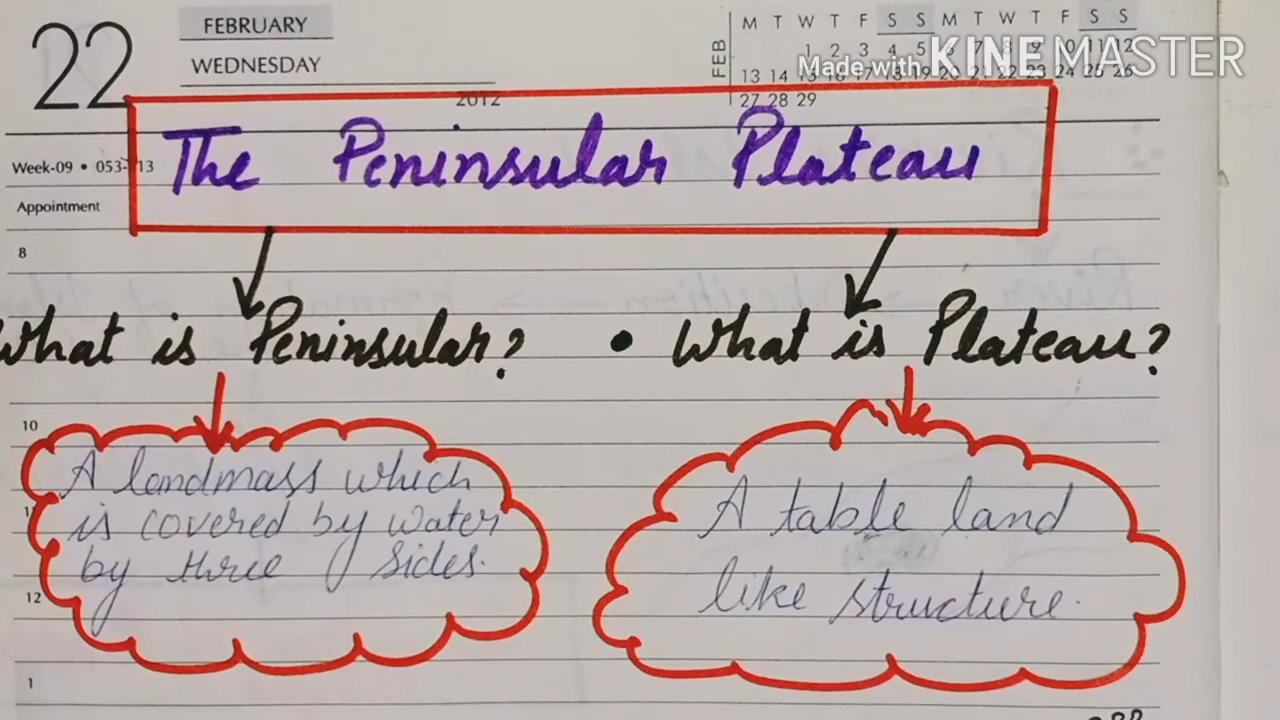 22
FEBRUARY
WEDNESDAY
2012
FEB
M T W T F S S M T W T F S S
13 14
27 28 29
Made with KINEMASTER
The Peninsular Plateau
Week-09 • 053-
Appointment
8
What is Peninsular?
• What is Plateau?
10
A landmass which
is covered by water
by three sides.
A table land
like structure.
12
1